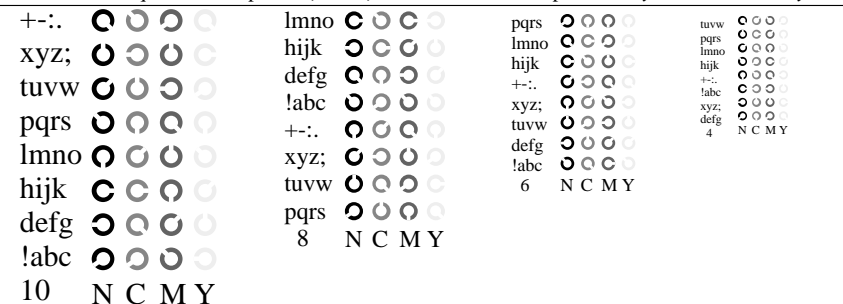 +-:.
xyz;
tuvw
pqrs
lmno
hijk
defg
!abc
10 N C M Y
lmno
hijk
defg
!abc
+-:.
xyz;
tuvw
pqrs
8 N C M Y
pqrs
lmno
hijk
+-:.
xyz;
tuvw
defg
!abc
6 N C M Y
tuvw
pqrs
lmno
hijk
+-:.
!abc
xyz;
defg
4 N C M Y